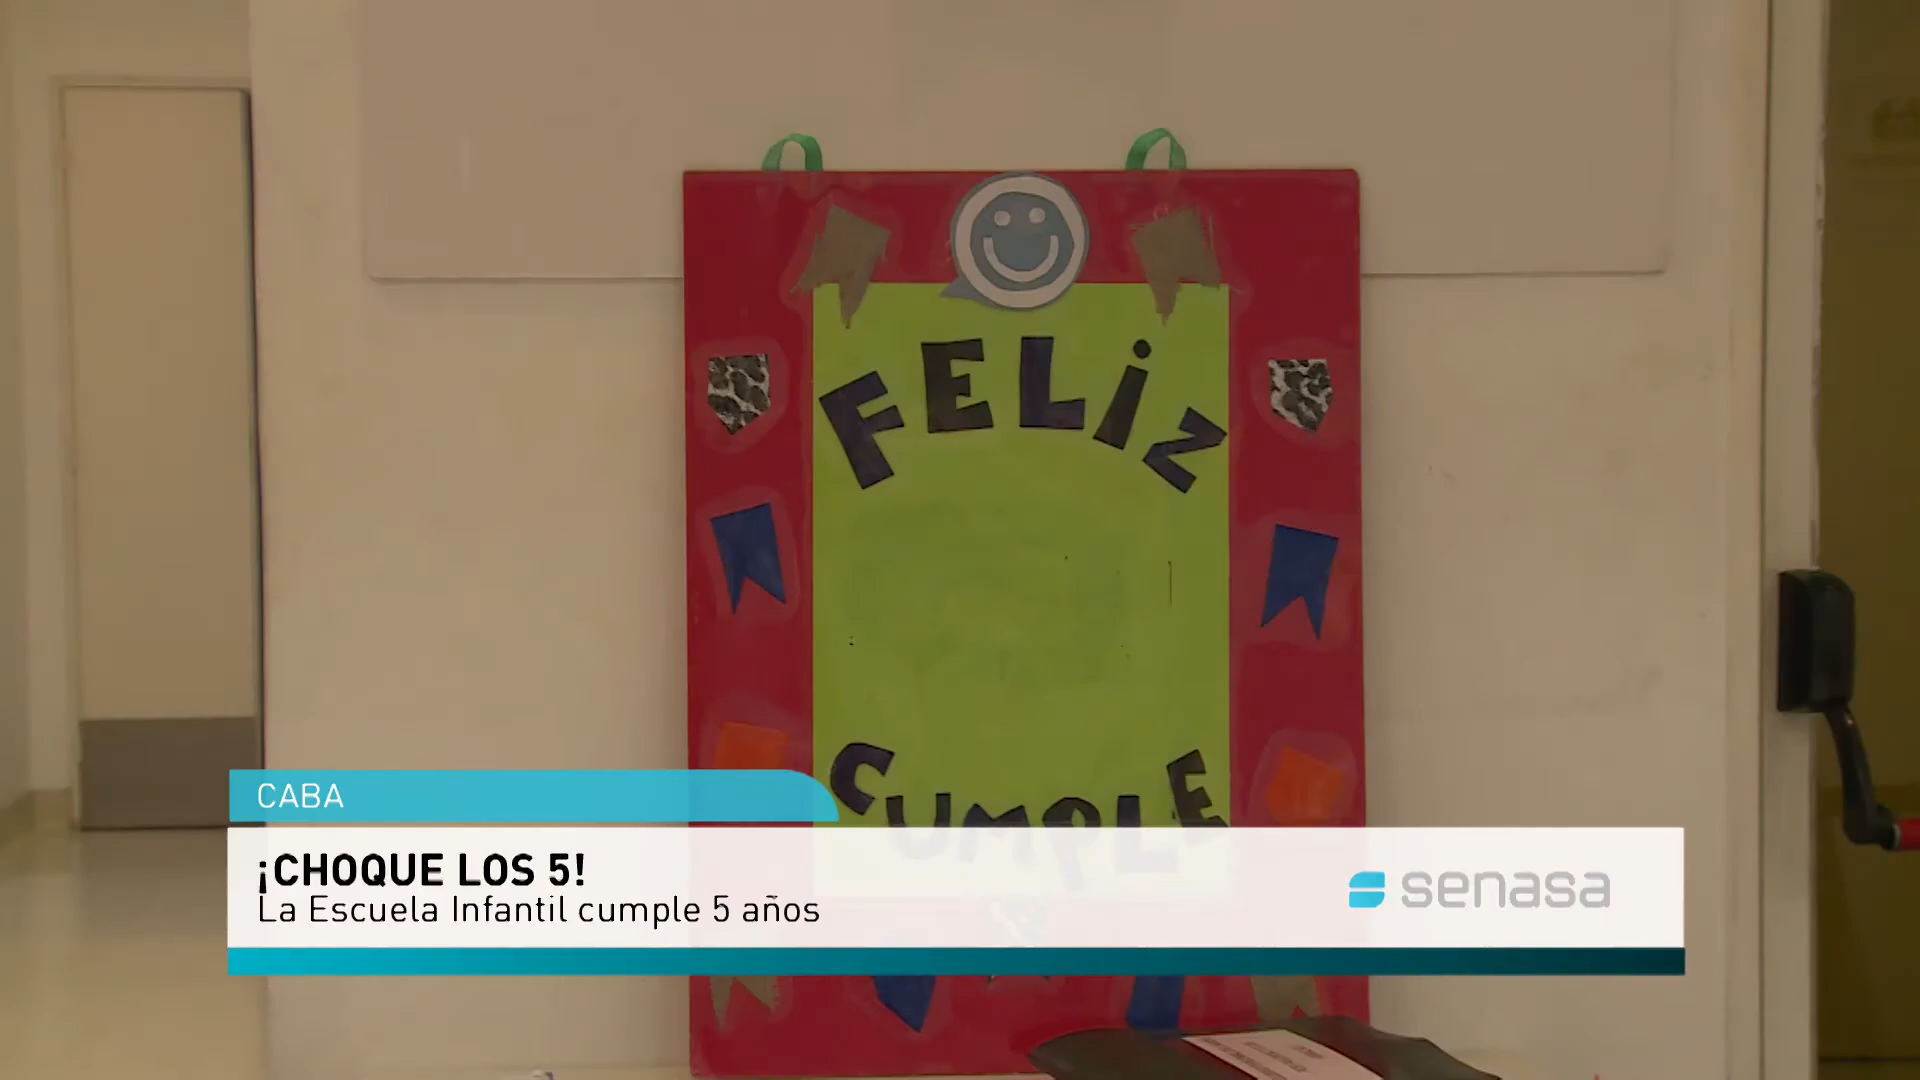 FELiZ
CUMPLE
CABA
¡CHOQUE LOS 5!
La Escuela Infantil cumple 5 años
senasa